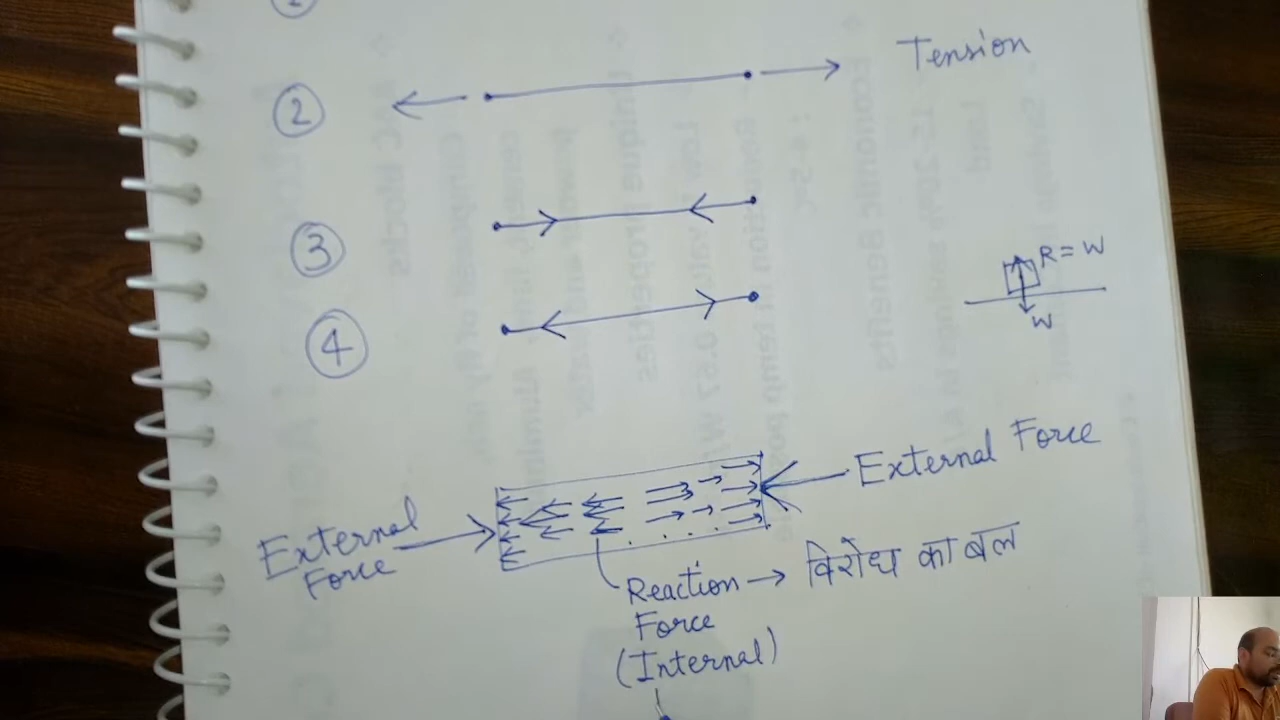 ②
Tension
③
R = W
W
④
External Force
External
Force
Reaction → विरोध का बल
Force
(Internal)